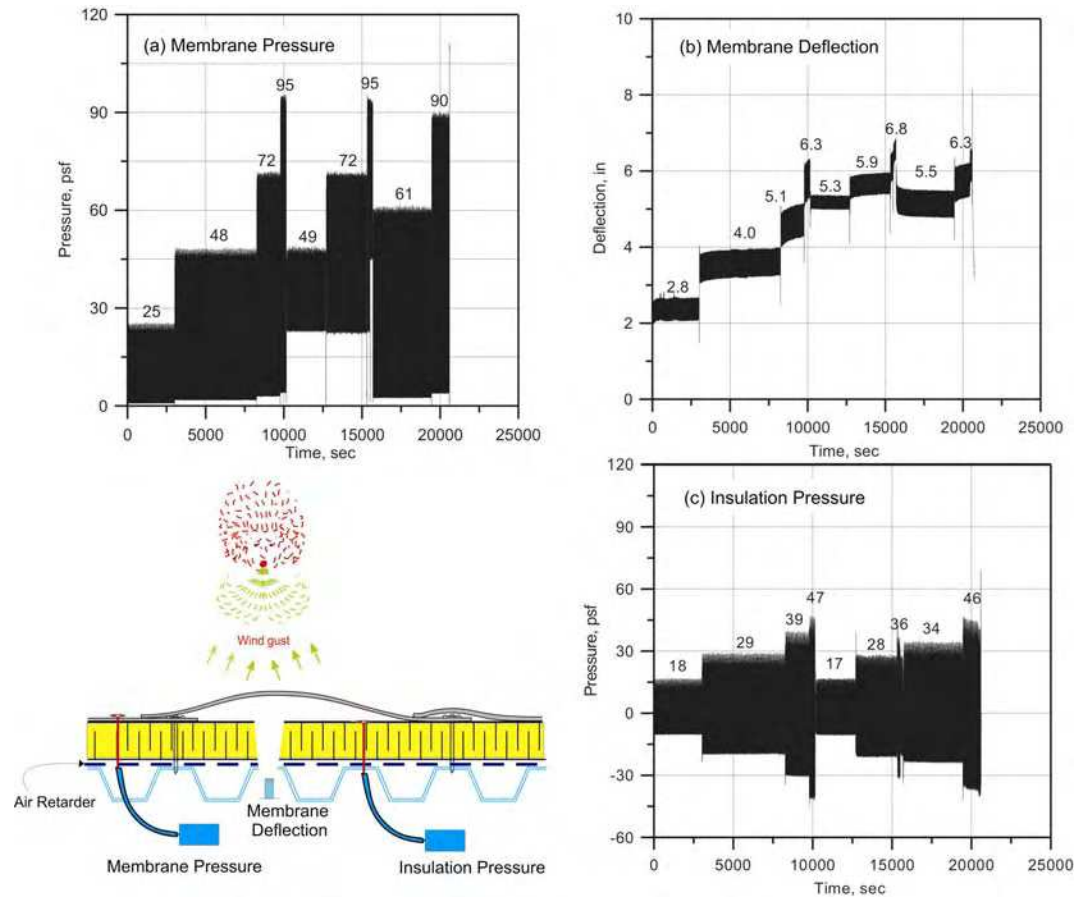 (a) Membrane Pressure
120
90
60
30
0
Pressure, psf
25
48
72
95
49
72
95
61
90
0 5000 10000 15000 20000 25000
Time, sec
(b) Membrane Deflection
10
8
6
4
2
0
Deflection, in
2.8
4.0
5.1
6.3
5.3
5.9
6.8
5.5
6.3
0 5000 10000 15000 20000 25000
Time, sec
Wind gust
Air Retarder
Membrane
Deflection
Membrane Pressure
Insulation Pressure
(c) Insulation Pressure
120
90
60
30
0
-30
-60
Pressure, psf
18
29
39
47
17
28
36
34
46
0 5000 10000 15000 20000 25000
Time, sec